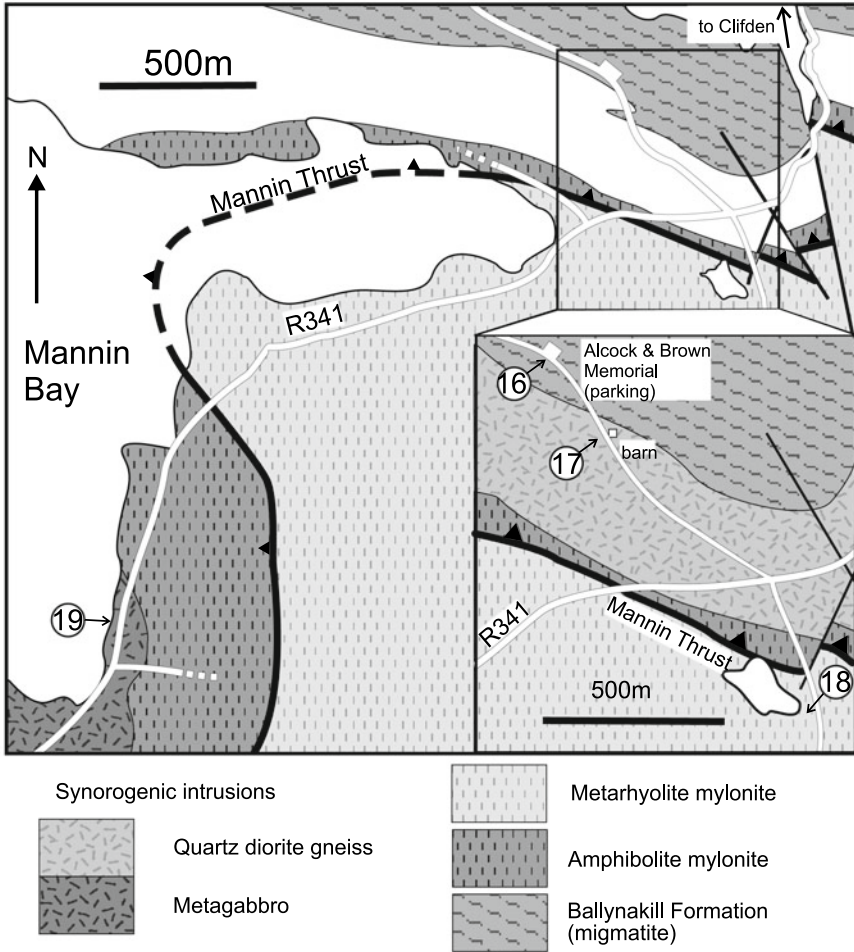 to Clifden
500m
N
Mannin Thrust
R341
Mannin
Bay
Alcock & Brown
Memorial
(parking)
16
17
barn
19
R341
Mannin Thrust
18
500m
Synorogenic intrusions
Quartz diorite gneiss
Metagabbro
Metarhyolite mylonite
Amphibolite mylonite
Ballynakill Formation
(migmatite)